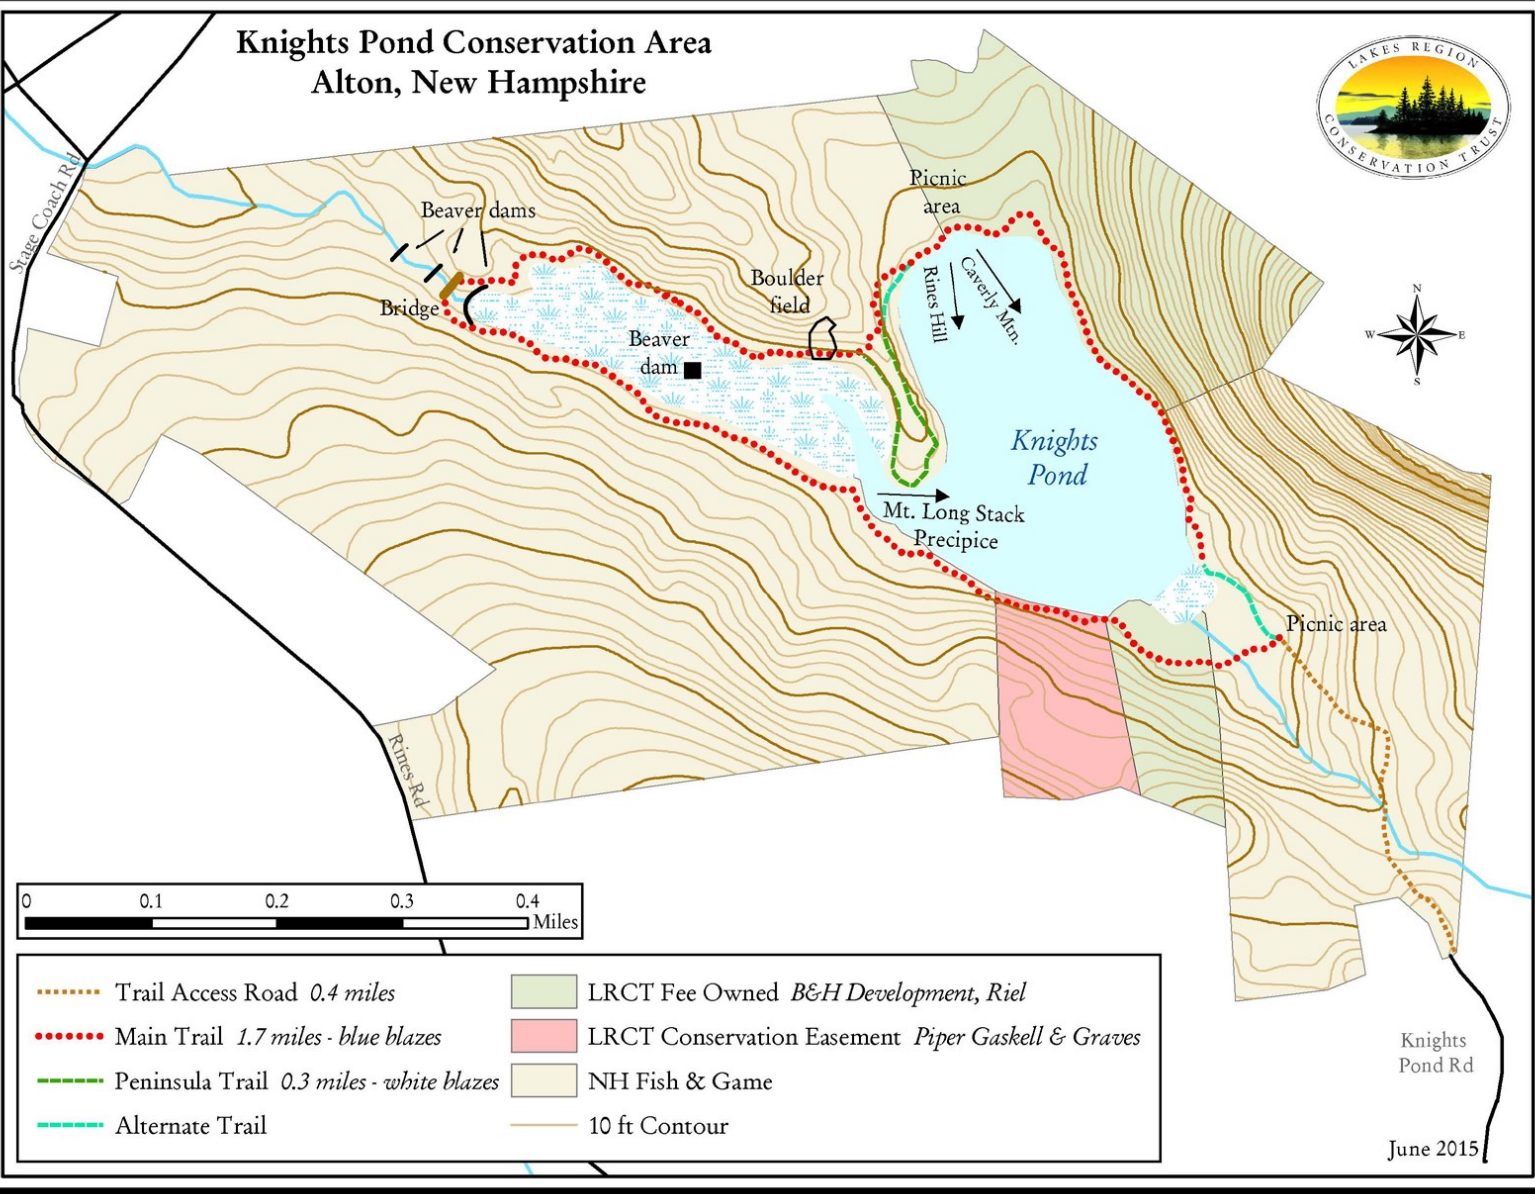 Knights Pond Conservation Area
Alton, New Hampshire
LAKES REGION
CONSERVATION TRUST
Stage Coach Rd
Beaver dams
Bridge
Picnic
area
Boulder
field
Rines Hill
Caverly Mtn.
N
W E
S
Beaver
dam
Knights
Pond
Mt. Long Stack
Precipice
Picnic area
Rines Rd
0 0.1 0.2 0.3 0.4
Miles
Trail Access Road 0.4 miles
Main Trail 1.7 miles - blue blazes
Peninsula Trail 0.3 miles - white blazes
Alternate Trail
LRCT Fee Owned B&H Development, Riel
LRCT Conservation Easement Piper Gaskell & Graves
NH Fish & Game
10 ft Contour
Knights
Pond Rd
June 2015